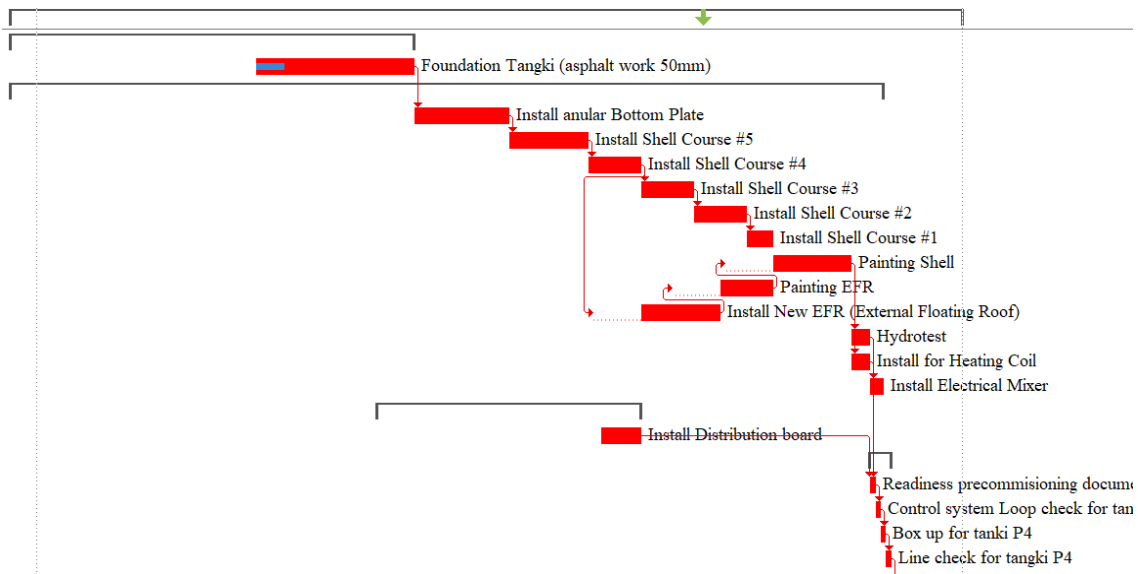 Foundation Tangki (asphalt work 50mm)
Install anular Bottom Plate
Install Shell Course #5
Install Shell Course #4
Install Shell Course #3
Install Shell Course #2
Install Shell Course #1
Painting Shell
Painting EFR
Install New EFR (External Floating Roof)
Hydrotest
Install for Heating Coil
Install Electrical Mixer
Install Distribution board
Readiness precommisioning docume
Control system Loop check for tan
Box up for tanki P4
Line check for tangki P4